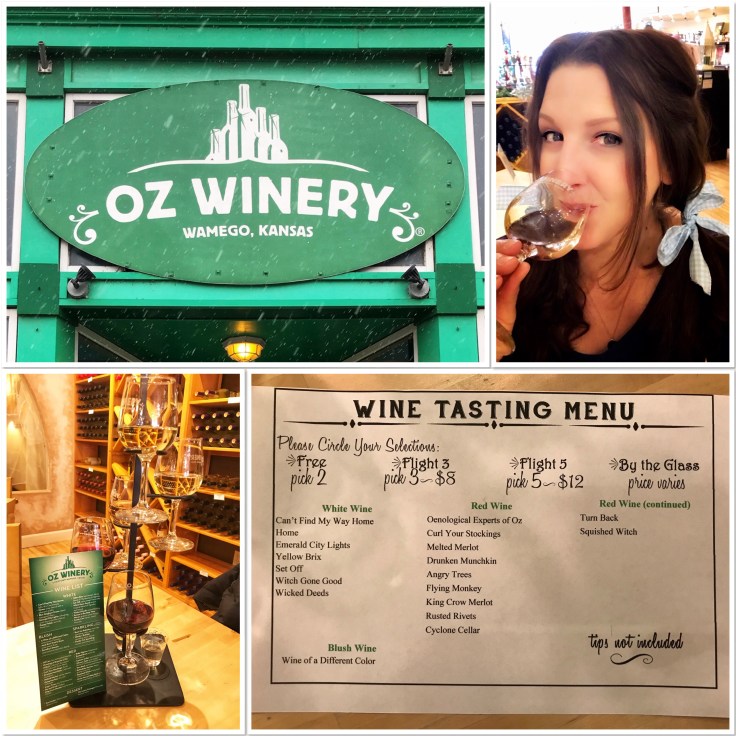 OZ WINERY
WAMEGO, KANSAS
®
OZ WINERY
WINE LIST
BLUSH
DESSERT
WINE TASTING MENU
Please Circle Your Selections:
Free
pick 2
Flight 3
pick 3~$8
Flight 5
pick 5~$12
By the Glass
price varies
White Wine
Can't Find My Way Home
Home
Emerald City Lights
Yellow Brix
Set Off
Witch Gone Good
Wicked Deeds
Blush Wine
Wine of a Different Color
Red Wine
Oenological Experts of Oz
Curl Your Stockings
Melted Merlot
Drunken Munchkin
Angry Trees
Flying Monkey
King Crow Merlot
Rusted Rivets
Cyclone Cellar
Red Wine (continued)
Turn Back
Squished Witch
tips not included